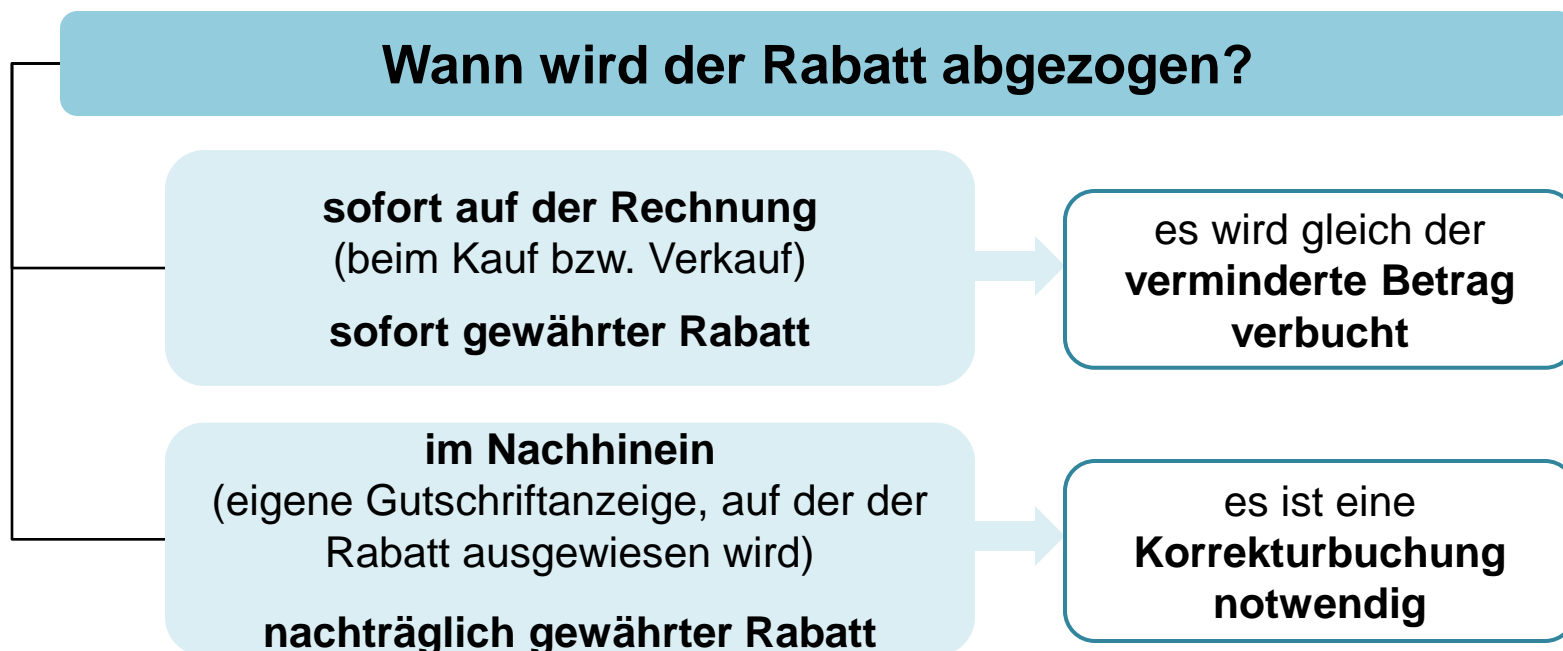 Wann wird der Rabatt abgezogen?
sofort auf der Rechnung
(beim Kauf bzw. Verkauf)
sofort gewährter Rabatt
es wird gleich der
verminderte Betrag
verbucht
im Nachhinein
(eigene Gutschriftanzeige, auf der der
Rabatt ausgewiesen wird)
nachträglich gewährter Rabatt
es ist eine
Korrekturbuchung
notwendig